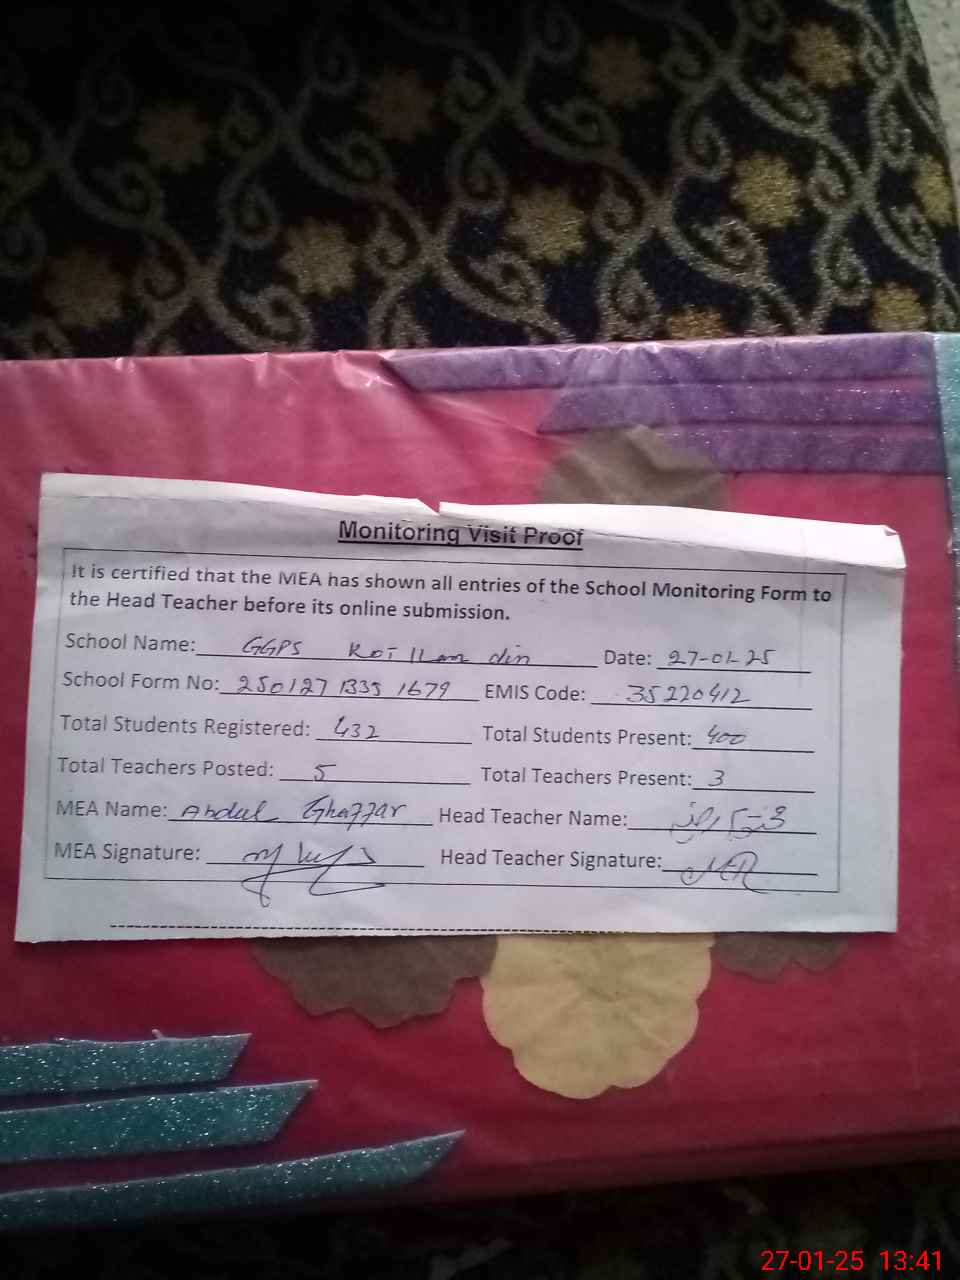 Monitoring Visit Proof
It is certified that the MEA has shown all entries of the School Monitoring Form to
the Head Teacher before its online submission.
School Name: GGPS KOT din Date: 27-01-25
School Form No: 250127 1335 1679 EMIS Code: 35220412
Total Students Registered: 432 Total Students Present: 400
Total Teachers Posted: 5 Total Teachers Present: 3
MEA Name: Abdul Ghaffar Head Teacher Name:
MEA Signature: Head Teacher Signature:
27-01-25 13:41